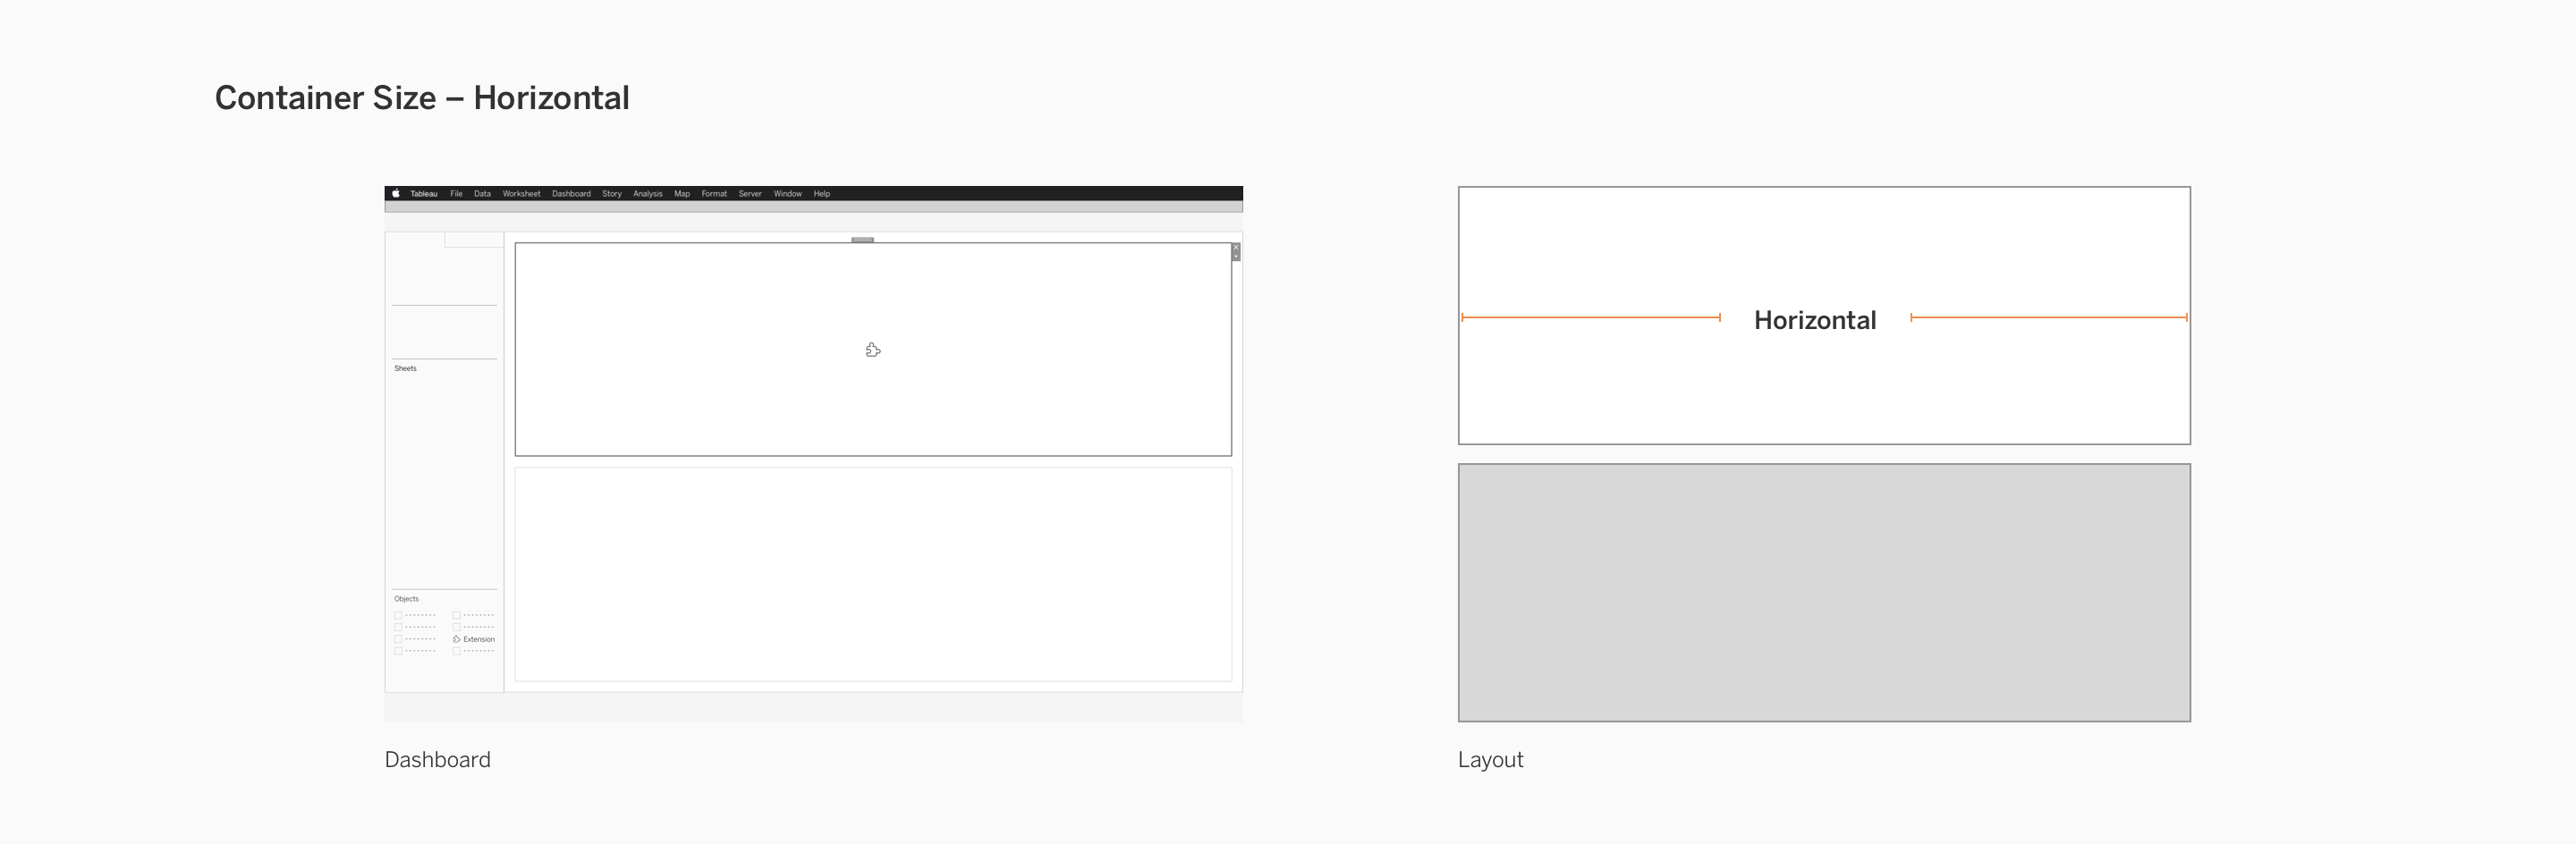 Container Size – Horizontal
Tableau File Data Worksheet Dashboard Story Analysis Map Format Server Window Help
Sheets
Objects
Extension
Horizontal
Dashboard
Layout